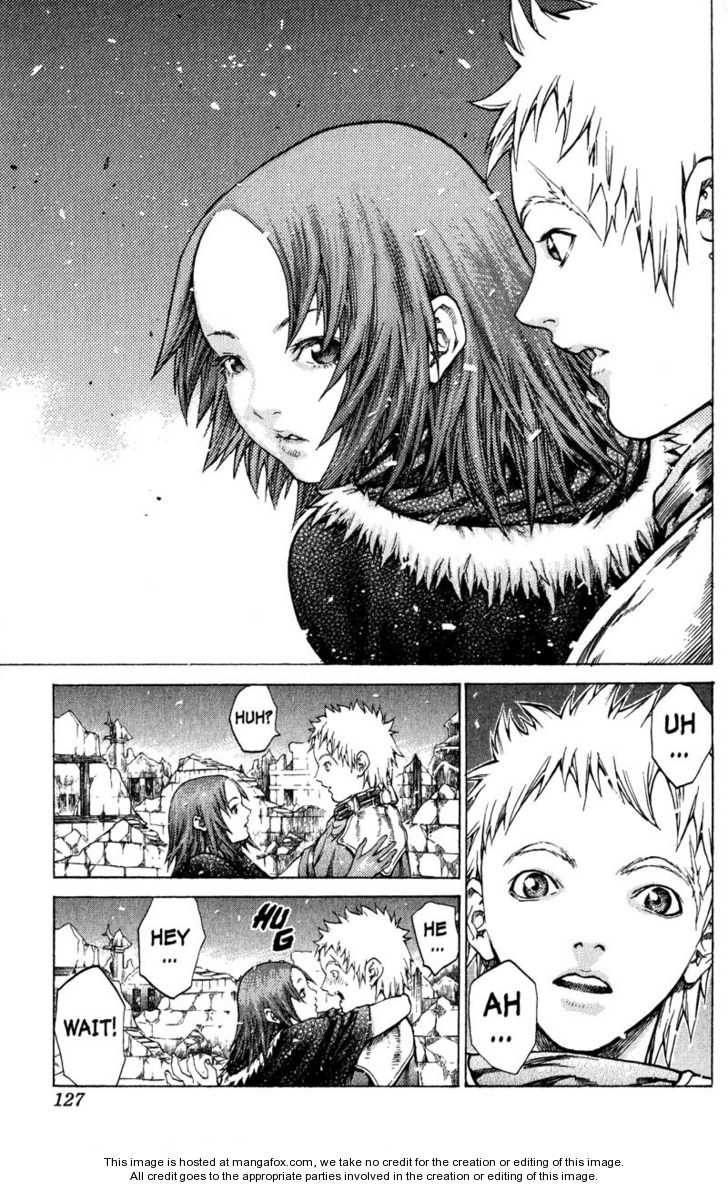 UH
...
AH
...
HUH?
HE
...
HUG
HEY
...
WAIT!
127
This image is hosted at mangafox.com, we take no credit for the creation or editing of this image.
All credit goes to the appropriate parties involved in the creation or editing of this image.